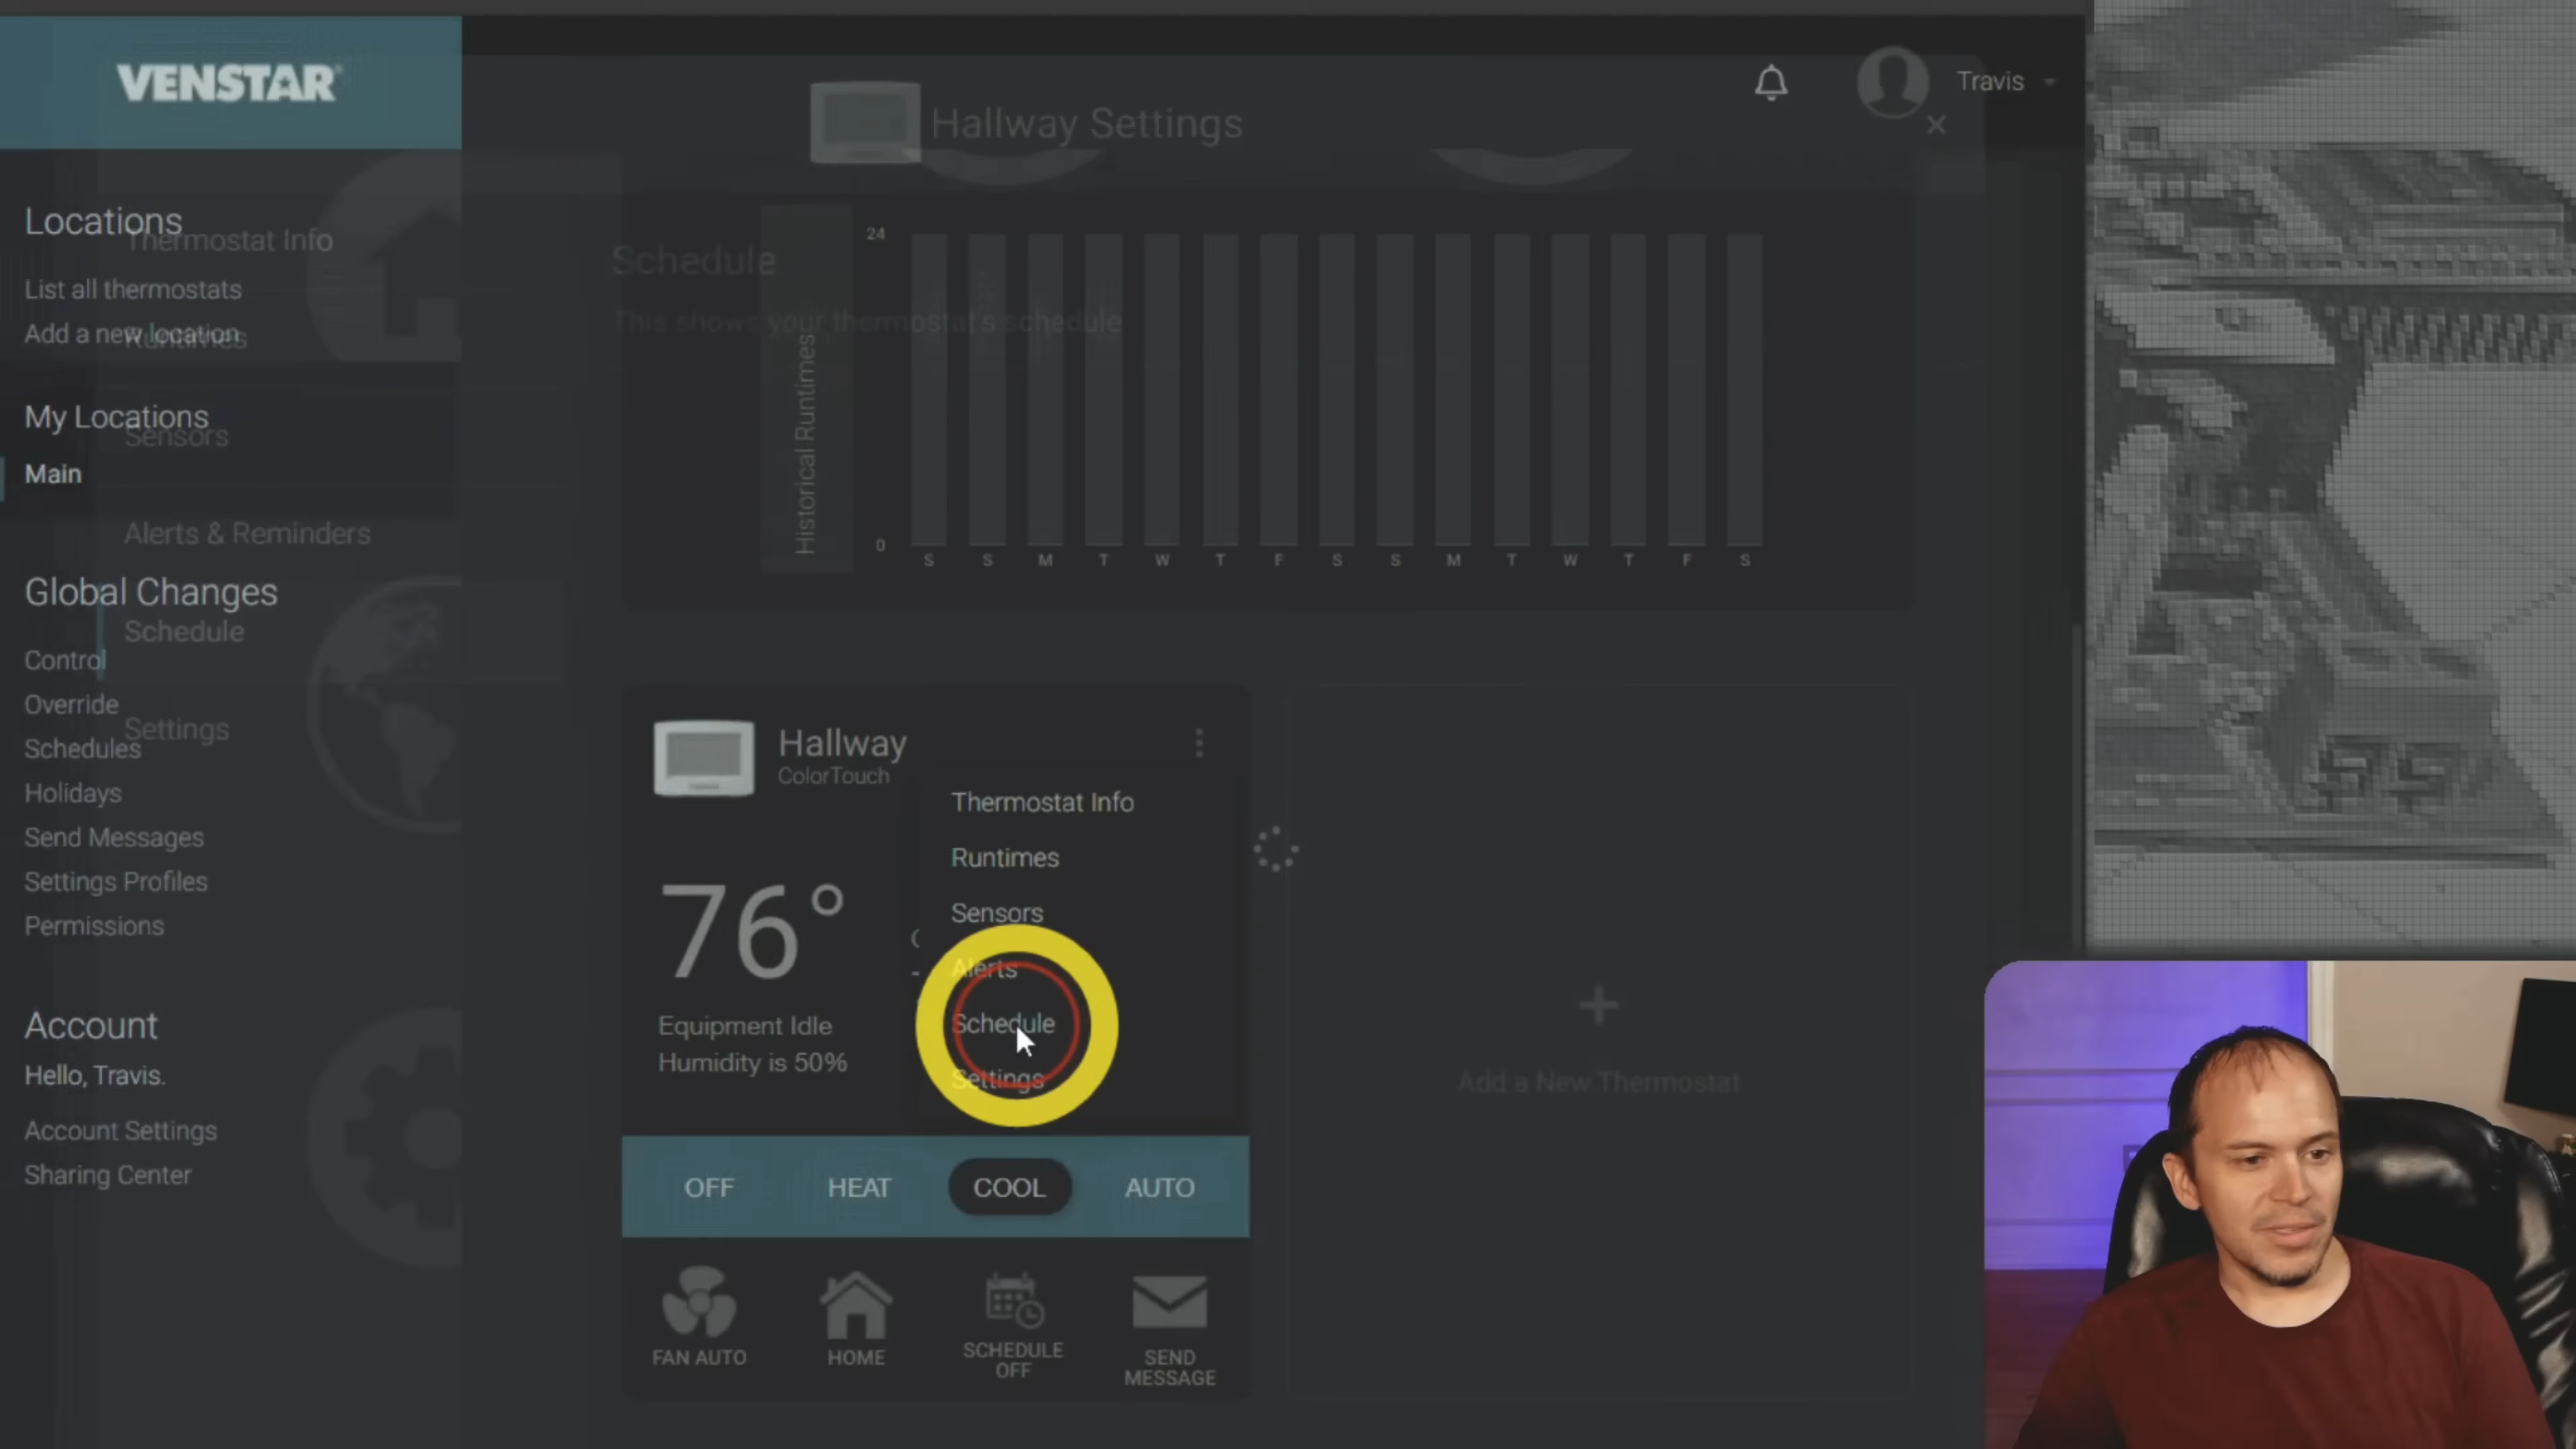 VENSTAR
Travis
Hallway Settings
Locations
Thermostat Info
List all thermostats
Add a new location
Runtimes
My Locations
Sensors
Main
Alerts & Reminders
Global Changes
Schedule
Control
Override
Settings
Schedules
Holidays
Send Messages
Settings Profiles
Permissions
Account
Hello, Travis.
Account Settings
Sharing Center
Schedule
This shows your thermostat's schedule
Historical Runtimes
24
0
S S M T W T F S S M T W T F S
Hallway
ColorTouch
Thermostat Info
Runtimes
Sensors
Alerts
Schedule
Settings
76°
Equipment Idle
Humidity is 50%
OFF HEAT COOL AUTO
FAN AUTO
HOME
SCHEDULE
OFF
SEND
MESSAGE
Add a New Thermostat